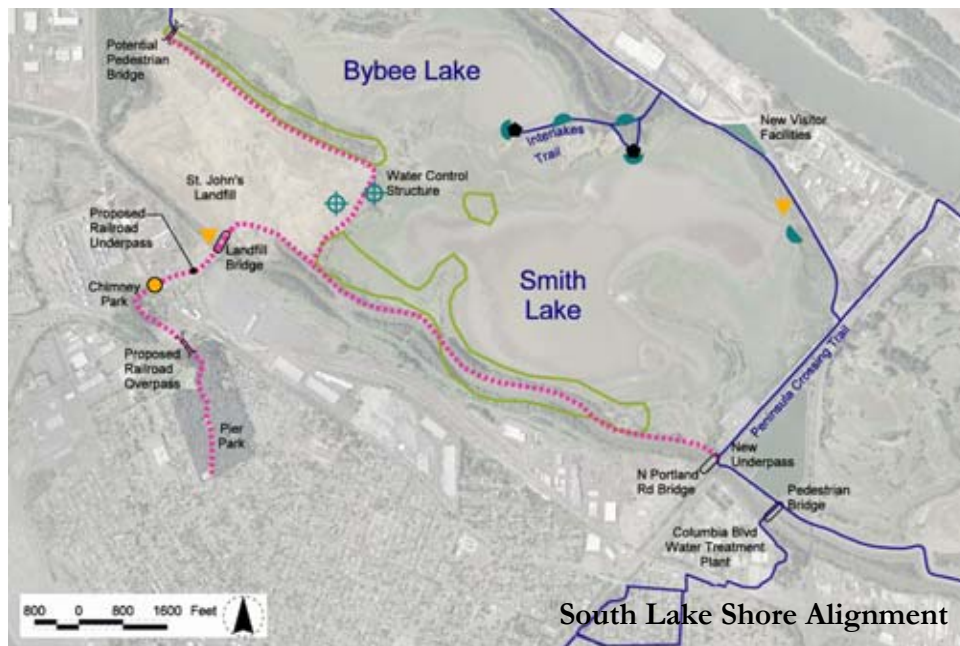 Potential
Pedestrian
Bridge
Bybee Lake
New Visitor
Facilities
Interlakes
Trail
Water Control
Structure
St. John's
Landfill
Proposed
Railroad
Underpass
Landfill
Bridge
Chimney
Park
Smith
Lake
Proposed
Railroad
Overpass
Peninsula Crossing Trail
Pier
Park
New
Underpass
N Portland
Rd Bridge
Pedestrian
Bridge
Columbia Blvd
Water Treatment
Plant
800 0 800 1600 Feet
South Lake Shore Alignment